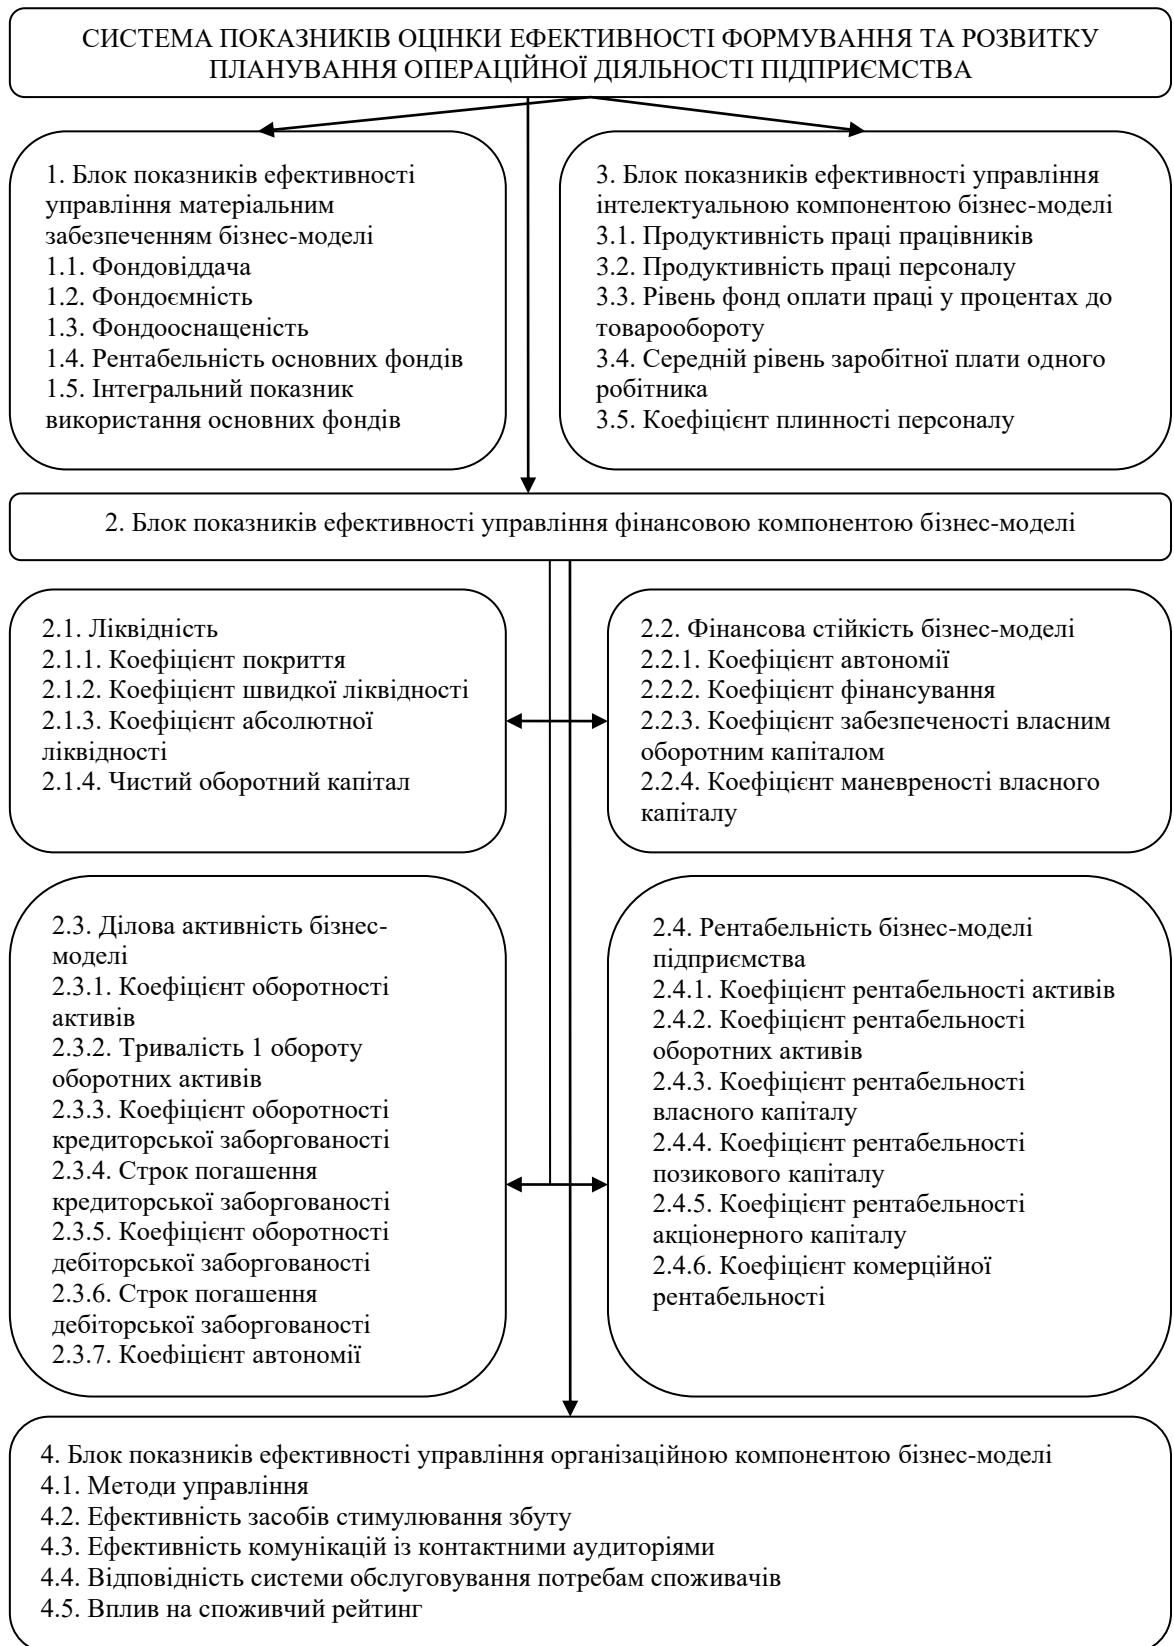 СИСТЕМА ПОКАЗНИКІВ ОЦІНКИ ЕФЕКТИВНОСТІ ФОРМУВАННЯ ТА РОЗВИТКУ
ПЛАНУВАННЯ ОПЕРАЦІЙНОЇ ДІЯЛЬНОСТІ ПІДПРИЄМСТВА
1. Блок показників ефективності
управління матеріальним
забезпеченням бізнес-моделі
1.1. Фондовіддача
1.2. Фондоємність
1.3. Фондооснащеність
1.4. Рентабельність основних фондів
1.5. Інтегральний показник
використання основних фондів
3. Блок показників ефективності управління
інтелектуальною компонентою бізнес-моделі
3.1. Продуктивність праці працівників
3.2. Продуктивність праці персоналу
3.3. Рівень фонд оплати праці у процентах до
товарообороту
3.4. Середній рівень заробітної плати одного
робітника
3.5. Коефіцієнт плинності персоналу
2. Блок показників ефективності управління фінансовою компонентою бізнес-моделі
2.1. Ліквідність
2.1.1. Коефіцієнт покриття
2.1.2. Коефіцієнт швидкої ліквідності
2.1.3. Коефіцієнт абсолютної
ліквідності
2.1.4. Чистий оборотний капітал
2.2. Фінансова стійкість бізнес-моделі
2.2.1. Коефіцієнт автономії
2.2.2. Коефіцієнт фінансування
2.2.3. Коефіцієнт забезпеченості власним
оборотним капіталом
2.2.4. Коефіцієнт маневреності власного
капіталу
2.3. Ділова активність бізнес-
моделі
2.3.1. Коефіцієнт оборотності
активів
2.3.2. Тривалість 1 обороту
оборотних активів
2.3.3. Коефіцієнт оборотності
кредиторської заборгованості
2.3.4. Строк погашення
кредиторської заборгованості
2.3.5. Коефіцієнт оборотності
дебіторської заборгованості
2.3.6. Строк погашення
дебіторської заборгованості
2.3.7. Коефіцієнт автономії
2.4. Рентабельність бізнес-моделі
підприємства
2.4.1. Коефіцієнт рентабельності активів
2.4.2. Коефіцієнт рентабельності
оборотних активів
2.4.3. Коефіцієнт рентабельності
власного капіталу
2.4.4. Коефіцієнт рентабельності
позикового капіталу
2.4.5. Коефіцієнт рентабельності
акціонерного капіталу
2.4.6. Коефіцієнт комерційної
рентабельності
4. Блок показників ефективності управління організаційною компонентою бізнес-моделі
4.1. Методи управління
4.2. Ефективність засобів стимулювання збуту
4.3. Ефективність комунікацій із контактними аудиторіями
4.4. Відповідність системи обслуговування потребам споживачів
4.5. Вплив на споживчий рейтинг